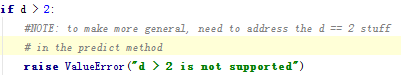 if d > 2:
#NOTE: to make more general, need to address the d == 2 stuff
# in the predict method
raise ValueError("d > 2 is not supported")